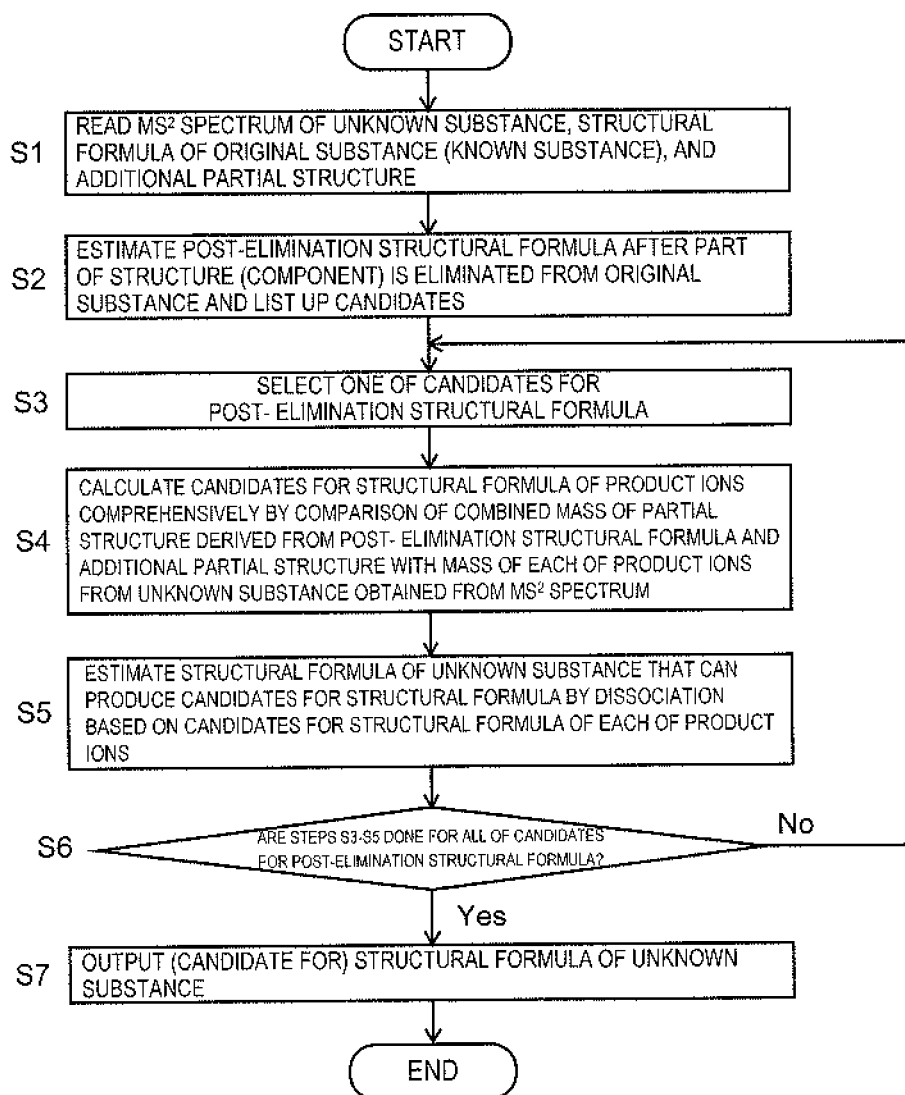 START
S1
READ MS² SPECTRUM OF UNKNOWN SUBSTANCE, STRUCTURAL
FORMULA OF ORIGINAL SUBSTANCE (KNOWN SUBSTANCE), AND
ADDITIONAL PARTIAL STRUCTURE
S2
ESTIMATE POST-ELIMINATION STRUCTURAL FORMULA AFTER PART
OF STRUCTURE (COMPONENT) IS ELIMINATED FROM ORIGINAL
SUBSTANCE AND LIST UP CANDIDATES
S3
SELECT ONE OF CANDIDATES FOR
POST- ELIMINATION STRUCTURAL FORMULA
S4
CALCULATE CANDIDATES FOR STRUCTURAL FORMULA OF PRODUCT IONS
COMPREHENSIVELY BY COMPARISON OF COMBINED MASS OF PARTIAL
STRUCTURE DERIVED FROM POST- ELIMINATION STRUCTURAL FORMULA AND
ADDITIONAL PARTIAL STRUCTURE WITH MASS OF EACH OF PRODUCT IONS
FROM UNKNOWN SUBSTANCE OBTAINED FROM MS² SPECTRUM
S5
ESTIMATE STRUCTURAL FORMULA OF UNKNOWN SUBSTANCE THAT CAN
PRODUCE CANDIDATES FOR STRUCTURAL FORMULA BY DISSOCIATION
BASED ON CANDIDATES FOR STRUCTURAL FORMULA OF EACH OF PRODUCT
IONS
S6
ARE STEPS S3-S5 DONE FOR ALL OF CANDIDATES
FOR POST-ELIMINATION STRUCTURAL FORMULA?
No
Yes
S7
OUTPUT (CANDIDATE FOR) STRUCTURAL FORMULA OF UNKNOWN
SUBSTANCE
END